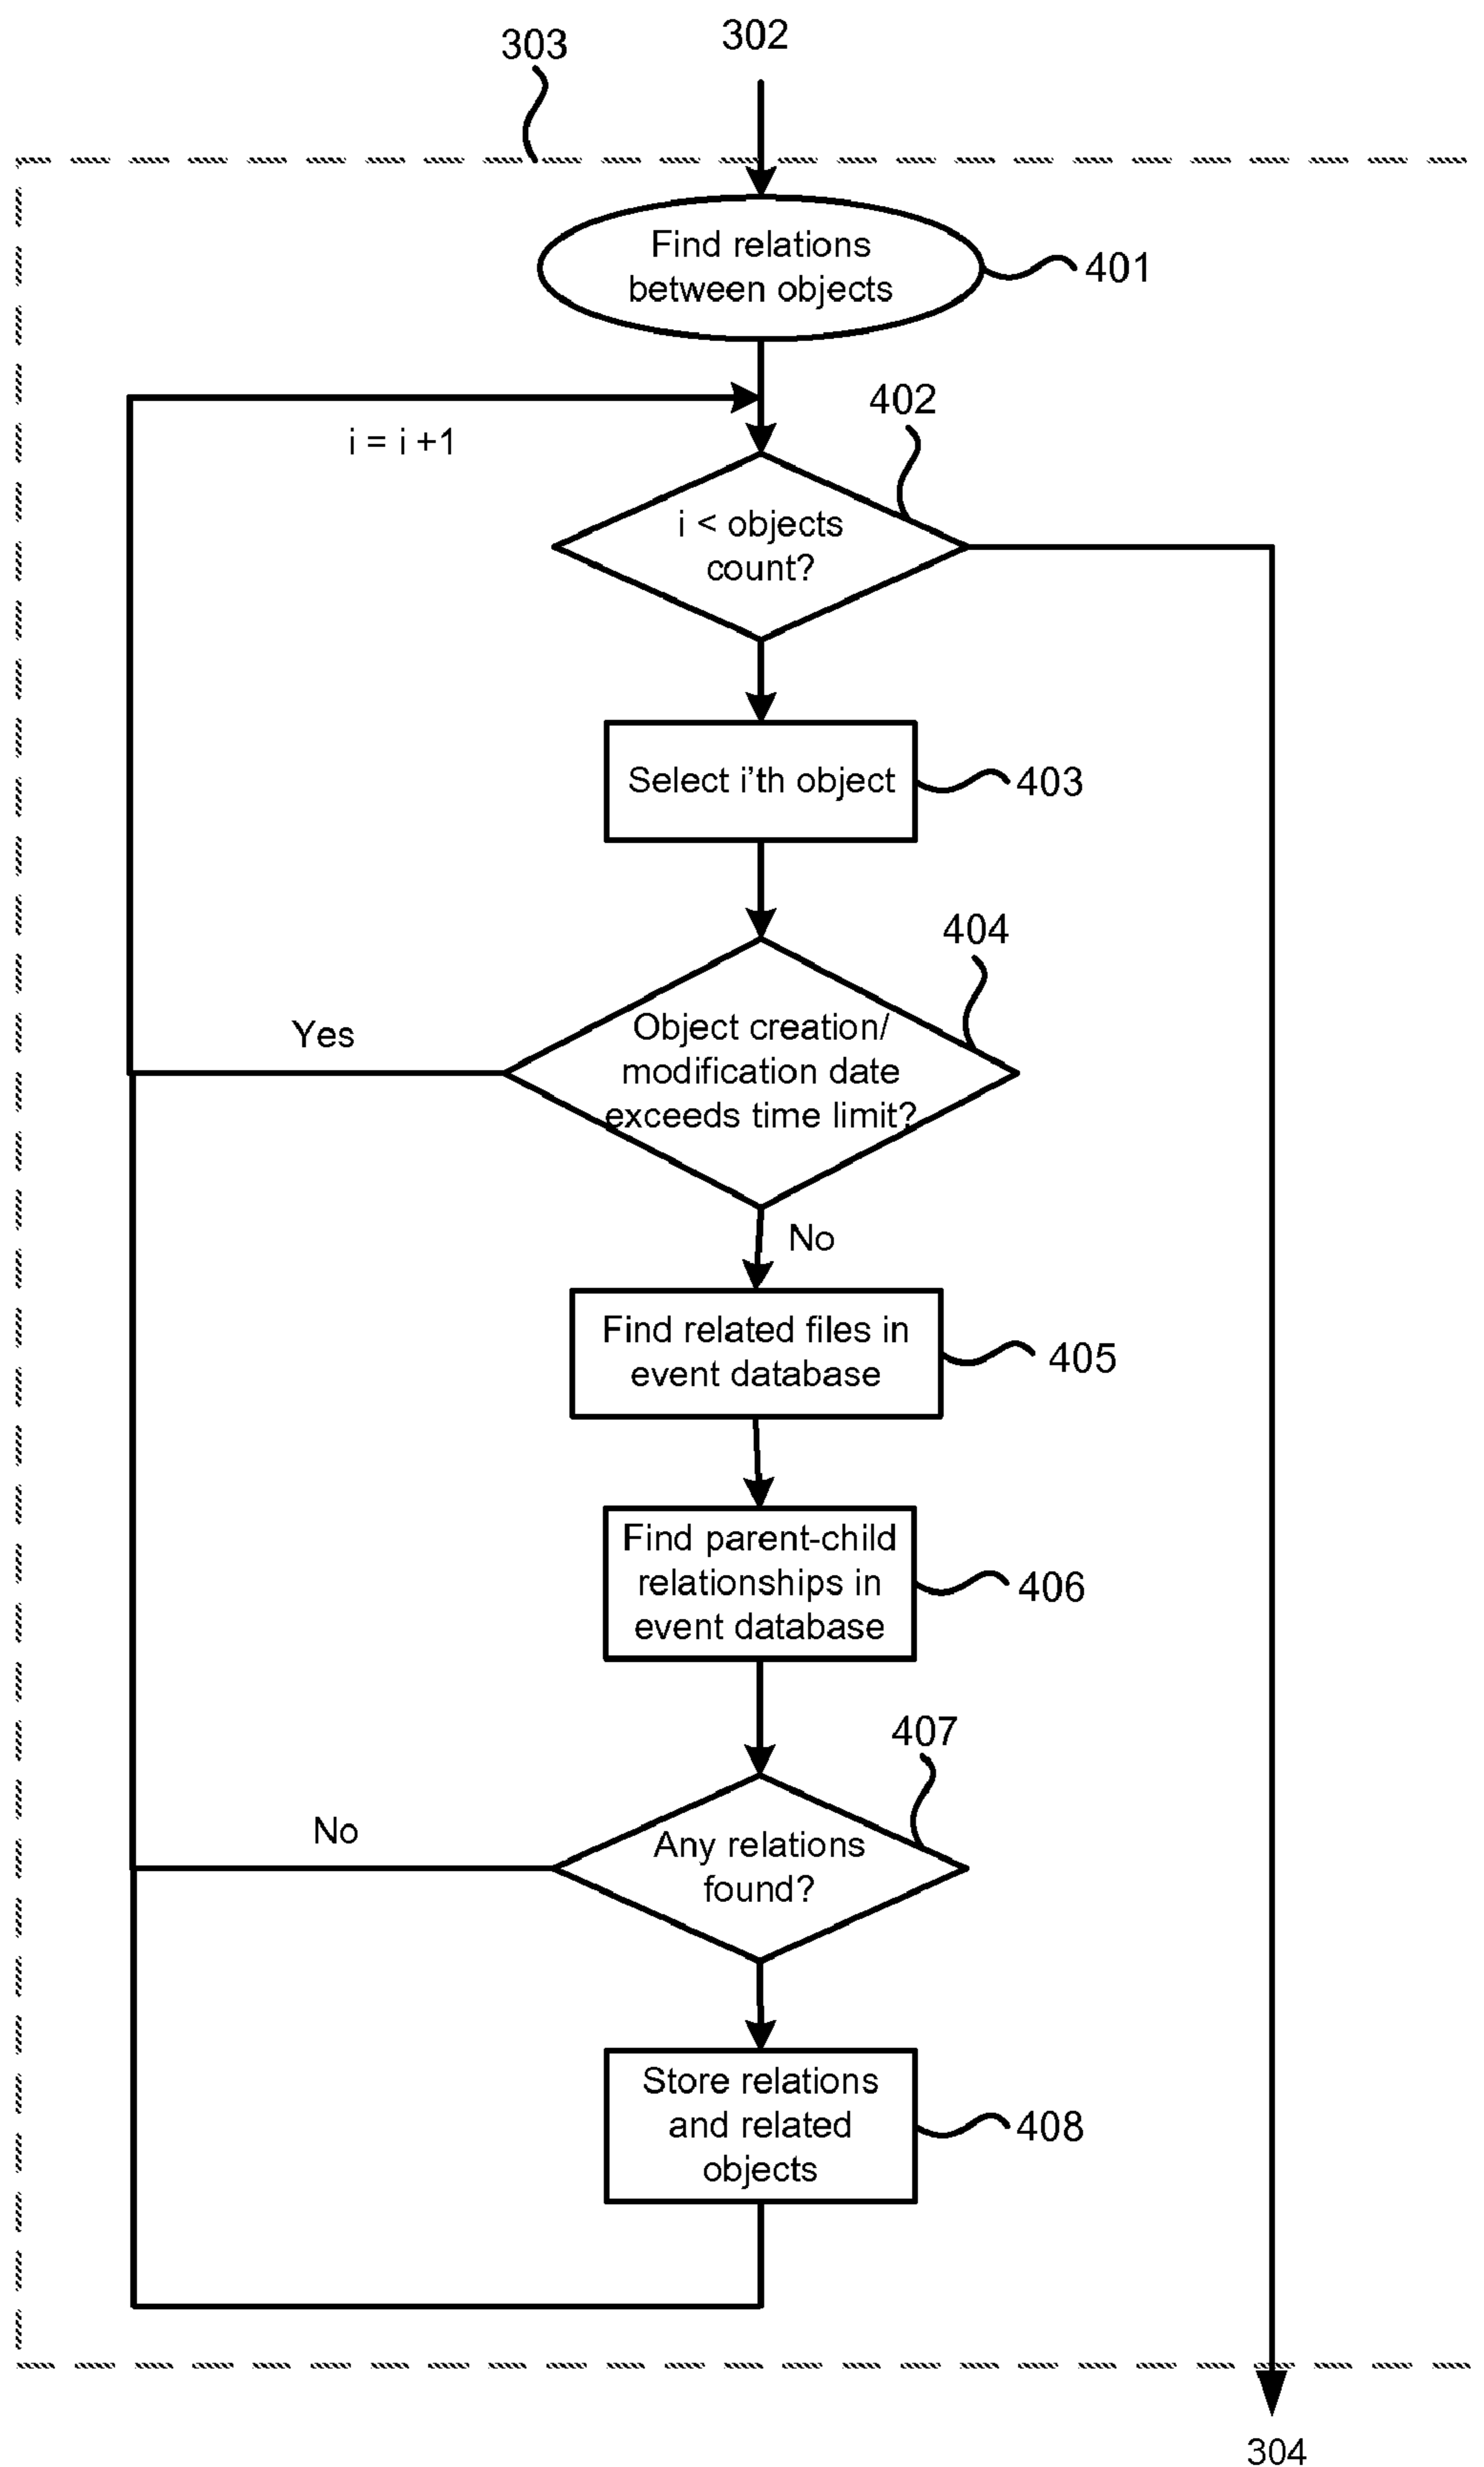 303
302
Find relations
between objects
401
402
i = i +1
i < objects
count?
Select i'th object
403
404
Yes
Object creation/
modification date
exceeds time limit?
No
Find related files in
event database
405
Find parent-child
relationships in
event database
406
407
No
Any relations
found?
Store relations
and related
objects
408
304